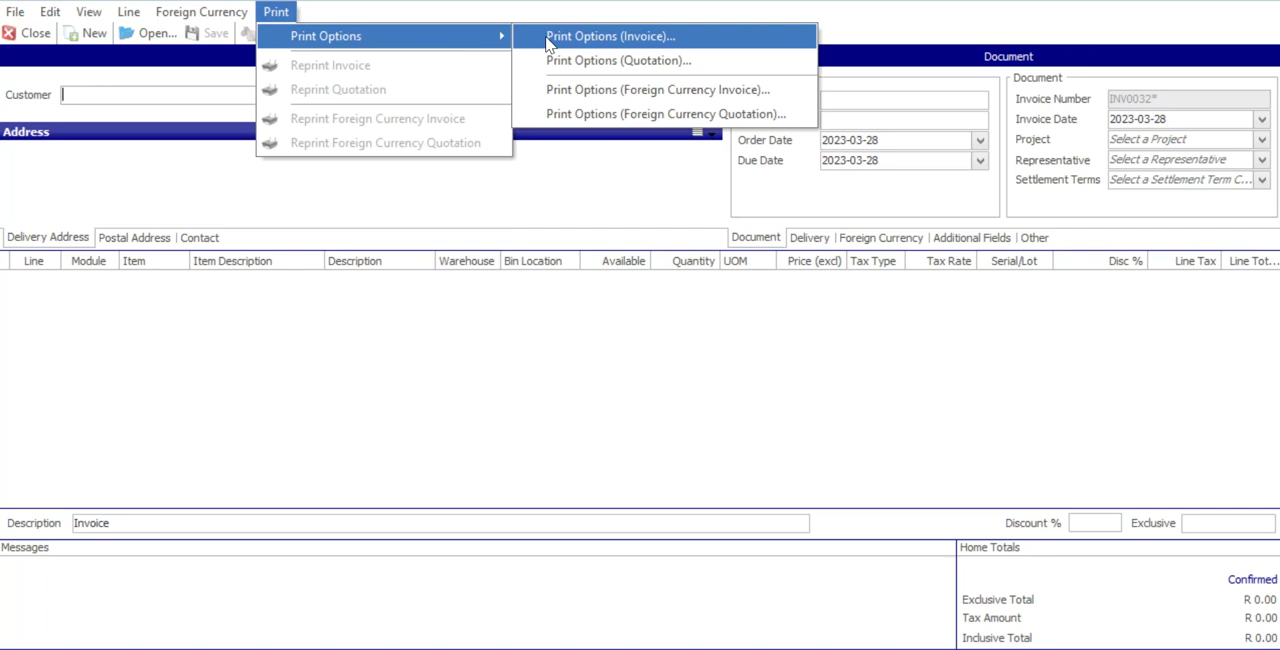 File Edit View Line Foreign Currency Print
Close New Open... Save
Print Options Print Options (Invoice)...
Reprint Invoice Print Options (Quotation)...
Reprint Quotation Print Options (Foreign Currency Invoice)...
Reprint Foreign Currency Invoice Print Options (Foreign Currency Quotation)...
Reprint Foreign Currency Quotation
Document
Customer
Address
Order Date 2023-03-28
Due Date 2023-03-28
Document
Invoice Number INV0032*
Invoice Date 2023-03-28
Project Select a Project
Representative Select a Representative
Settlement Terms Select a Settlement Term C...
Delivery Address Postal Address Contact
Document Delivery Foreign Currency Additional Fields Other
Line Module Item Item Description Description Warehouse Bin Location Available Quantity UOM Price (excl) Tax Type Tax Rate Serial/Lot Disc % Line Tax Line Tot...
Description Invoice Discount % Exclusive
Messages
Home Totals
Confirmed
Exclusive Total R 0.00
Tax Amount R 0.00
Inclusive Total R 0.00